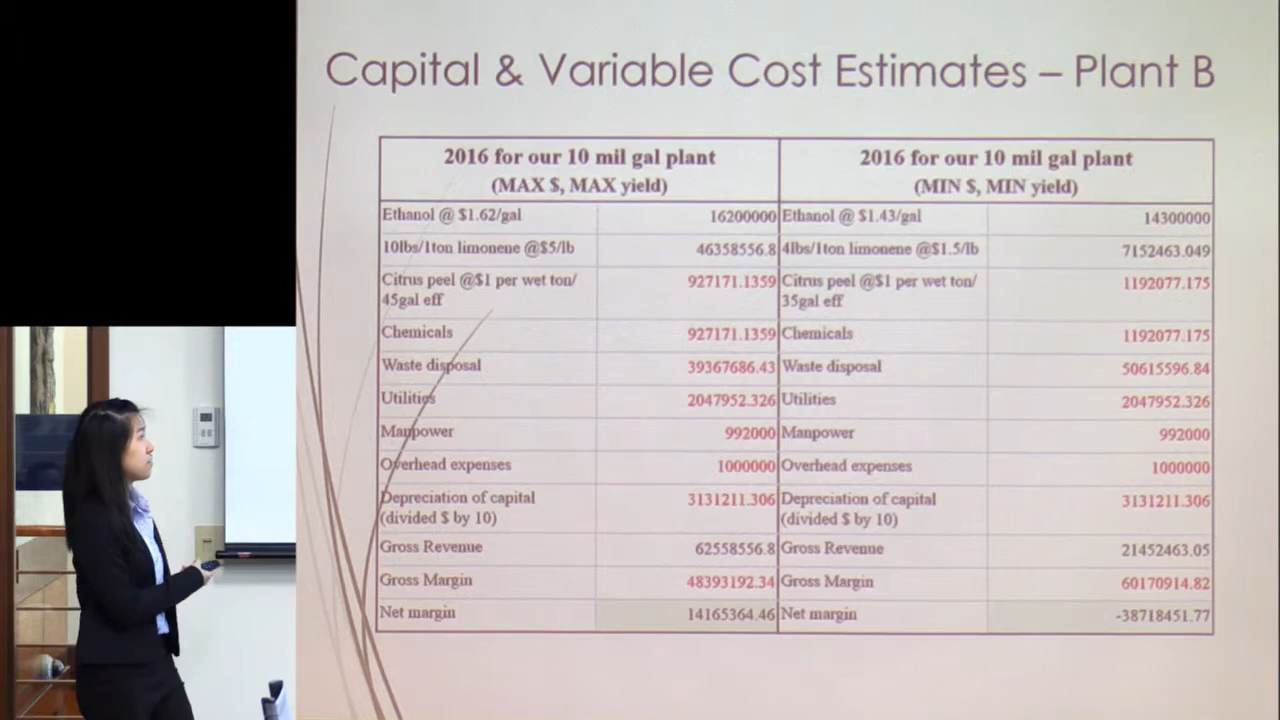 Capital & Variable Cost Estimates – Plant B
2016 for our 10 mil gal plant
(MAX $, MAX yield)
2016 for our 10 mil gal plant
(MIN $, MIN yield)
Ethanol @ $1.62/gal 16200000 Ethanol @ $1.43/gal 14300000
10lbs/1ton limonene @$5/lb 46358556.8 4lbs/1ton limonene @$1.5/lb 7152463.049
Citrus peel @$1 per wet ton/ 927171.1359 Citrus peel @$1 per wet ton/ 1192077.175
45gal eff 35gal eff
Chemicals 927171.1359 Chemicals 1192077.175
Waste disposal 39367686.43 Waste disposal 50615596.84
Utilities 2047952.326 Utilities 2047952.326
Manpower 992000 Manpower 992000
Overhead expenses 1000000 Overhead expenses 1000000
Depreciation of capital 3131211.306 Depreciation of capital 3131211.306
(divided $ by 10) (divided $ by 10)
Gross Revenue 62558556.8 Gross Revenue 21452463.05
Gross Margin 48393192.34 Gross Margin 60170914.82
Net margin 14165364.46 Net margin -38718451.77